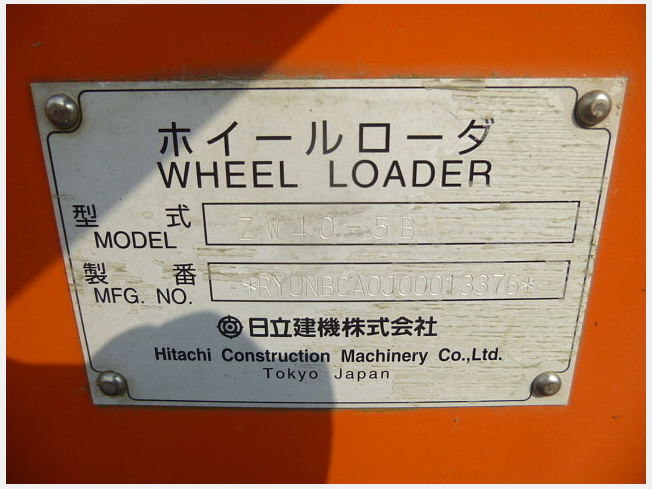 ホイールローダ
WHEEL LOADER
型式 ZW40-5B
MODEL
製番 *RYUNBCA0J00013376*
MFG. NO.
日立建機株式会社
Hitachi Construction Machinery Co.,Ltd.
Tokyo Japan